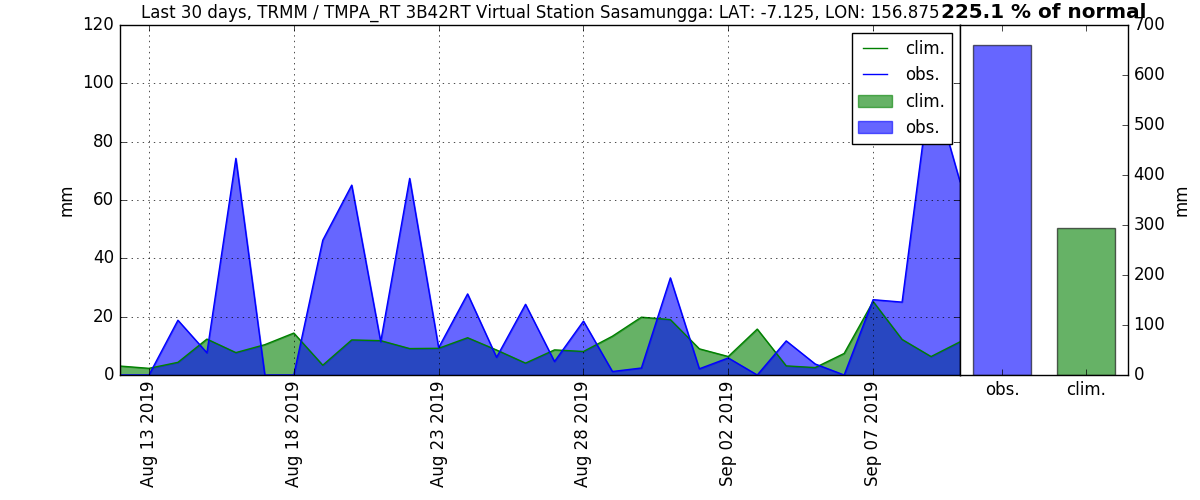 Last 30 days, TRMM / TMPA_RT 3B42RT Virtual Station Sasamungga: LAT: -7.125, LON: 156.875
225.1 % of normal
120
100
80
60
40
20
0
mm
clim.
obs.
clim.
obs.
Aug 13 2019
Aug 18 2019
Aug 23 2019
Aug 28 2019
Sep 02 2019
Sep 07 2019
700
600
500
400
300
200
100
0
mm
obs.
clim.